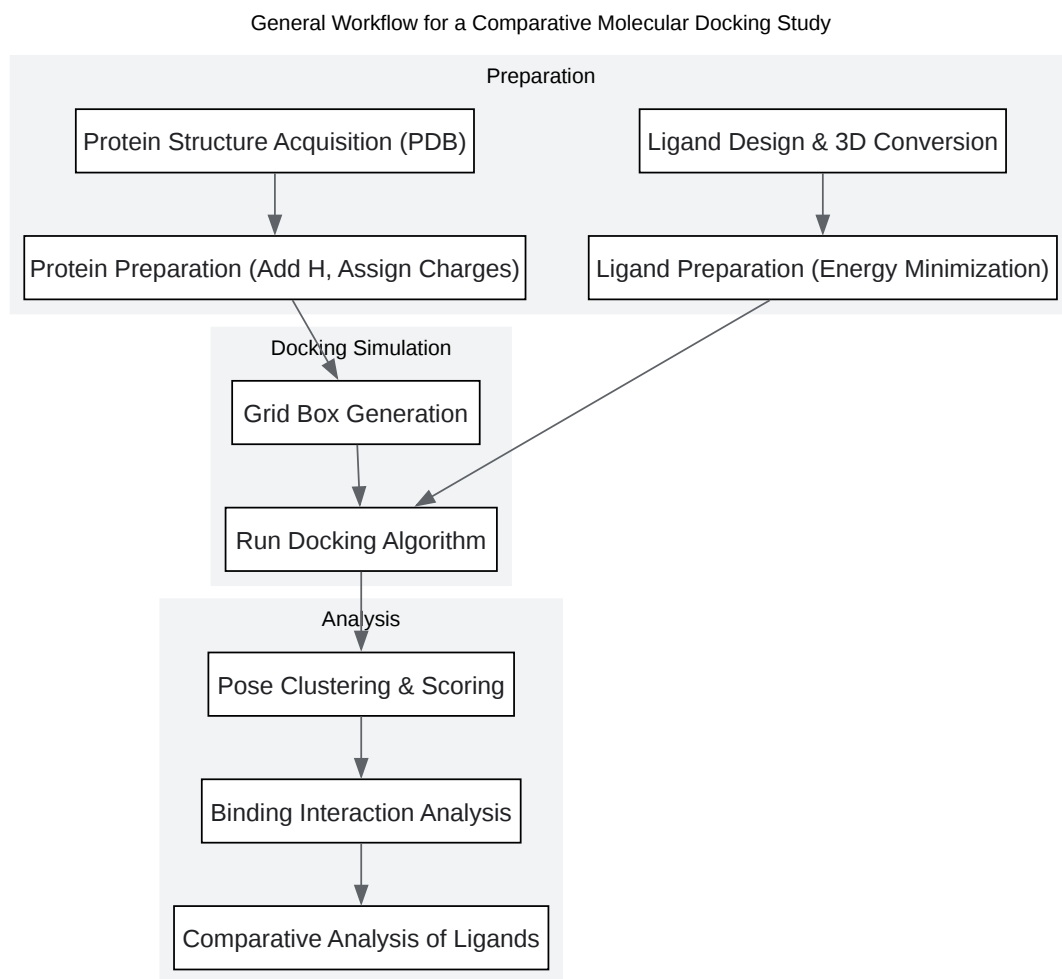 General Workflow for a Comparative Molecular Docking Study
Preparation
Protein Structure Acquisition (PDB)
Ligand Design & 3D Conversion
Protein Preparation (Add H, Assign Charges)
Ligand Preparation (Energy Minimization)
Docking Simulation
Grid Box Generation
Run Docking Algorithm
Analysis
Pose Clustering & Scoring
Binding Interaction Analysis
Comparative Analysis of Ligands